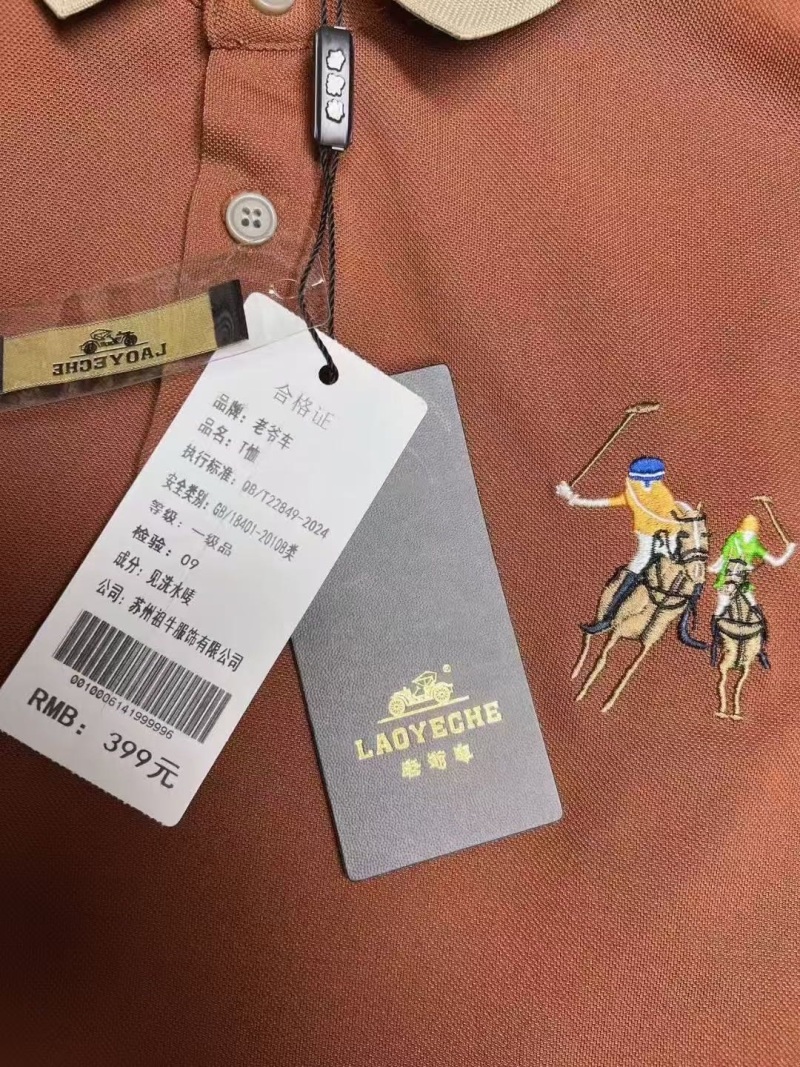 合格证
品牌: 老爷车
品名: T恤
执行标准: QB/T22849-2024
安全类别: GB/18401-2010B类
等级: 一级品
检验: 09
成分: 见洗水唛
公司: 苏州祖牛服饰有限公司
0010006141999996
RMB: 399元
LAOYECHE
®
LAOYECHE
老爷车